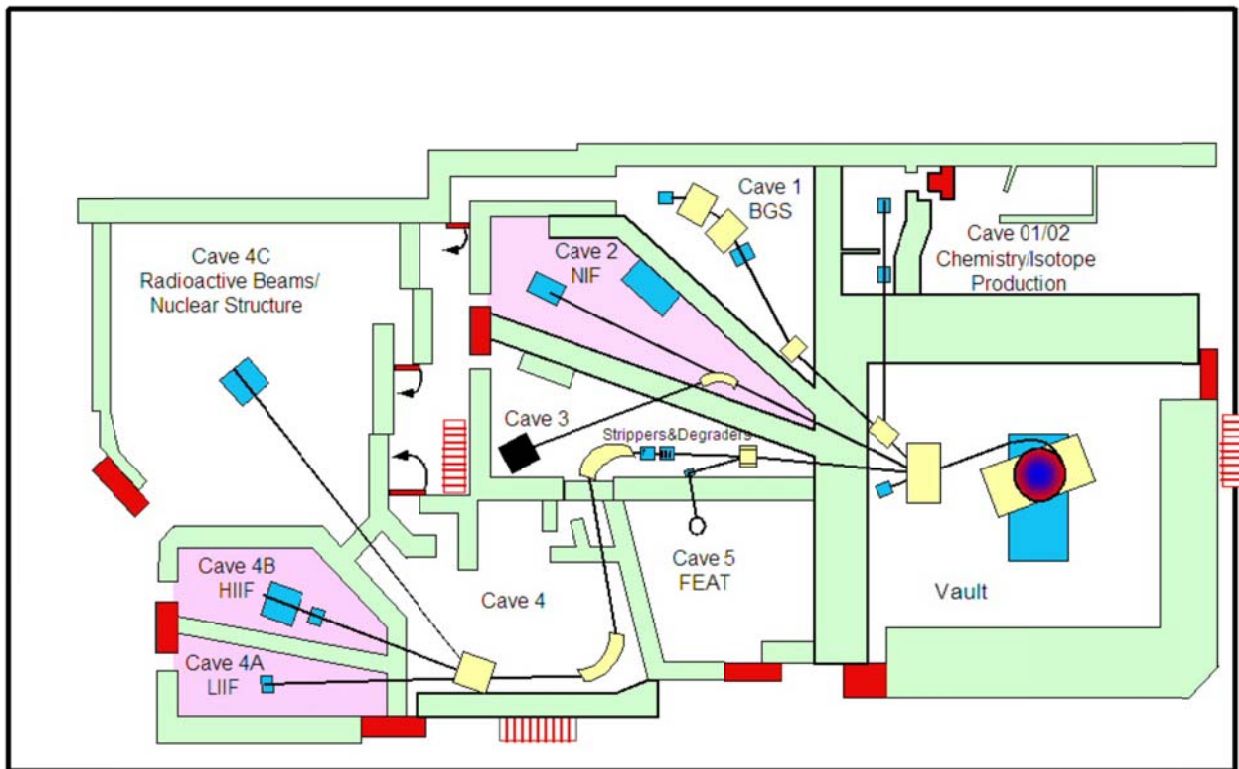 Cave 1
BGS
Cave 01/02
Chemistry/Isotope
Production
Cave 2
NIF
Cave 4C
Radioactive Beams/
Nuclear Structure
Cave 3
Strippers&Degraders
Cave 5
FEAT
Cave 4
Vault
Cave 4B
HIIF
Cave 4A
LIIF